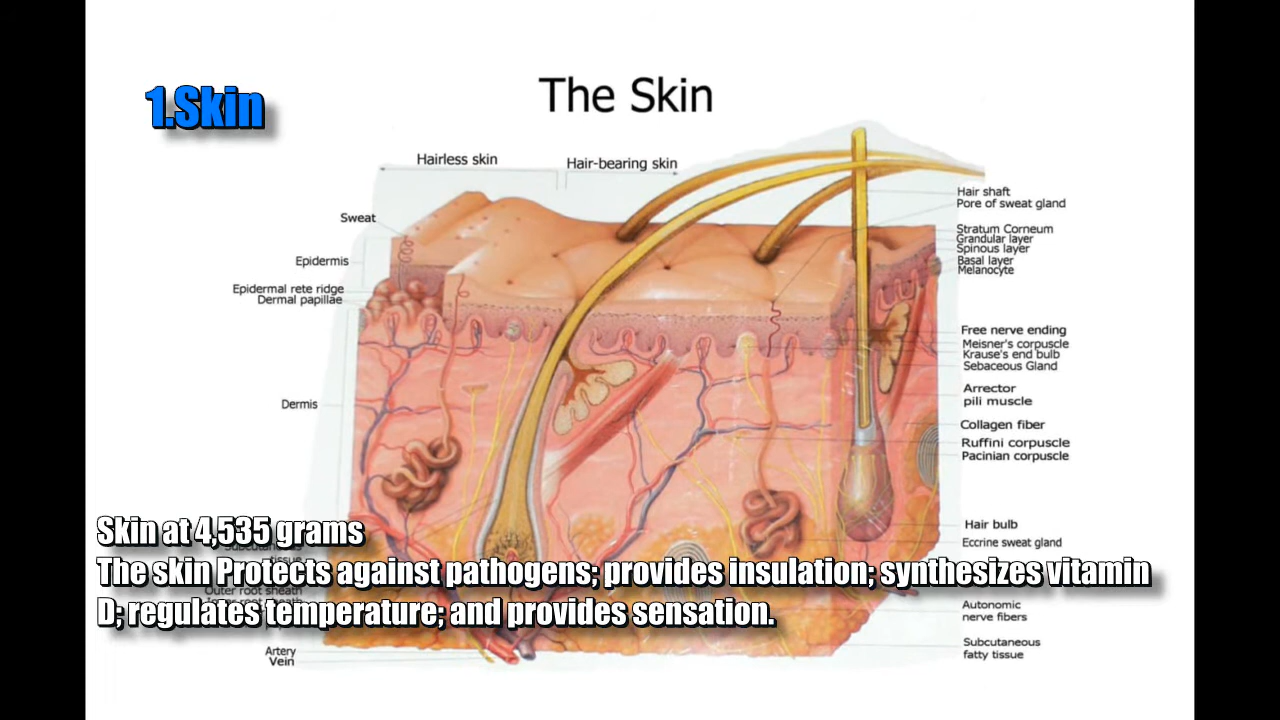 1.Skin
The Skin
Hairless skin
Hair-bearing skin
Sweat
Epidermis
Epidermal rete ridge
Dermal papillae
Dermis
Hair shaft
Pore of sweat gland
Stratum Corneum
Grandular layer
Spinous layer
Basal layer
Melanocyte
Free nerve ending
Meisner's corpuscle
Krause's end bulb
Sebaceous Gland
Arrector
pili muscle
Collagen fiber
Ruffini corpuscle
Pacinian corpuscle
Hair bulb
Eccrine sweat gland
Skin at 4,535 grams
Subcutaneous
tissue
The skin Protects against pathogens; provides insulation; synthesizes vitamin
Outer root sheath
D; regulates temperature; and provides sensation.
Autonomic
nerve fibers
Subcutaneous
fatty tissue
Artery
Vein